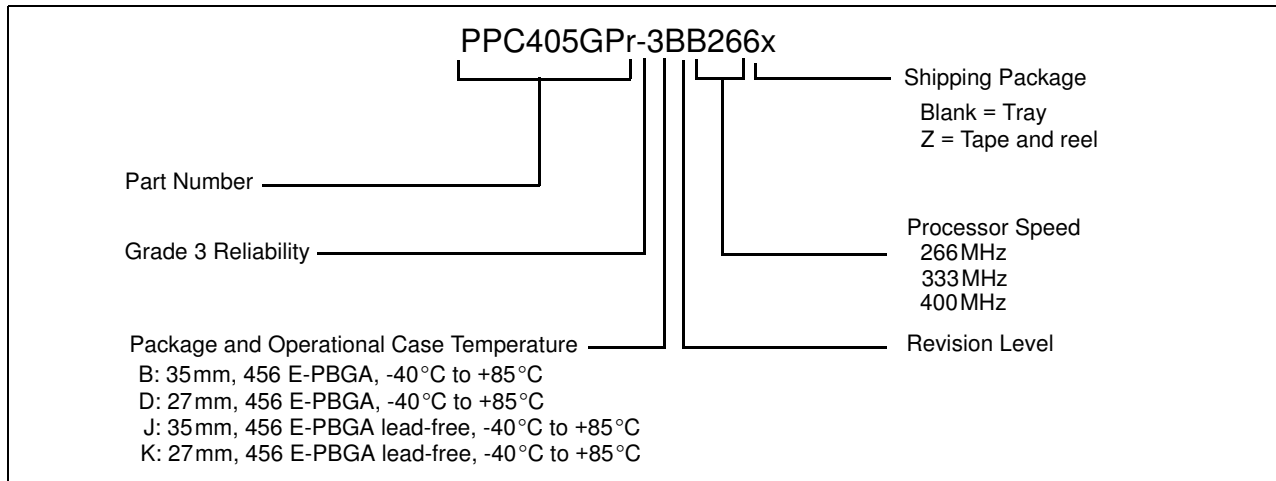 PPC405GPr-3BB266x
Shipping Package
Blank = Tray
Z = Tape and reel
Part Number
Grade 3 Reliability
Processor Speed
266MHz
333MHz
400MHz
Package and Operational Case Temperature
B: 35mm, 456 E-PBGA, -40°C to +85°C
D: 27mm, 456 E-PBGA, -40°C to +85°C
J: 35mm, 456 E-PBGA lead-free, -40°C to +85°C
K: 27mm, 456 E-PBGA lead-free, -40°C to +85°C
Revision Level